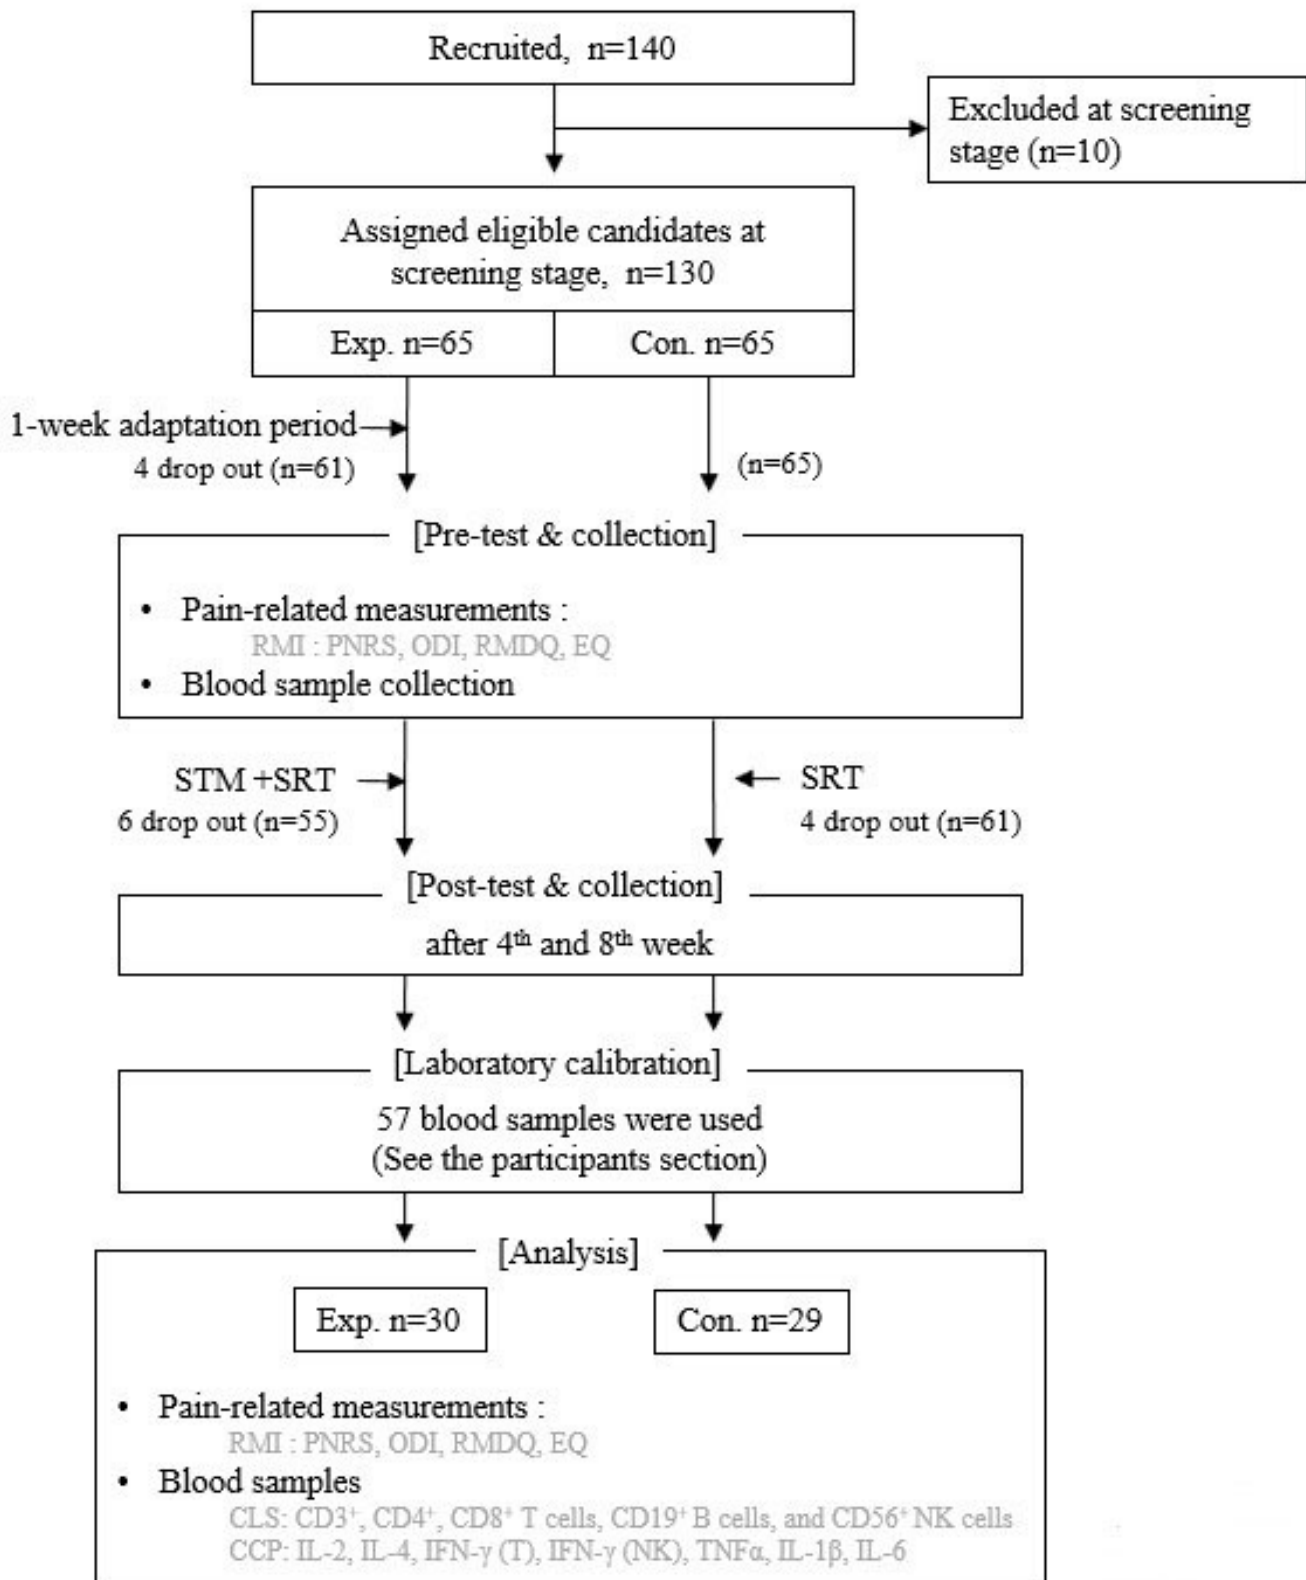 Recruited, n=140
Excluded at screening
stage (n=10)
Assigned eligible candidates at
screening stage, n=130
Exp. n=65
Con. n=65
1-week adaptation period
4 drop out (n=61)
(n=65)
[Pre-test & collection]
• Pain-related measurements :
RMI : PNRS, ODI, RMDQ, EQ
• Blood sample collection
STM +SRT
6 drop out (n=55)
SRT
4 drop out (n=61)
[Post-test & collection]
after 4th and 8th week
[Laboratory calibration]
57 blood samples were used
(See the participants section)
[Analysis]
Exp. n=30
Con. n=29
• Pain-related measurements :
RMI : PNRS, ODI, RMDQ, EQ
• Blood samples
CLS: CD3⁺, CD4⁺, CD8⁺ T cells, CD19⁺ B cells, and CD56⁺ NK cells
CCP: IL-2, IL-4, IFN-γ (T), IFN-γ (NK), TNFα, IL-1β, IL-6